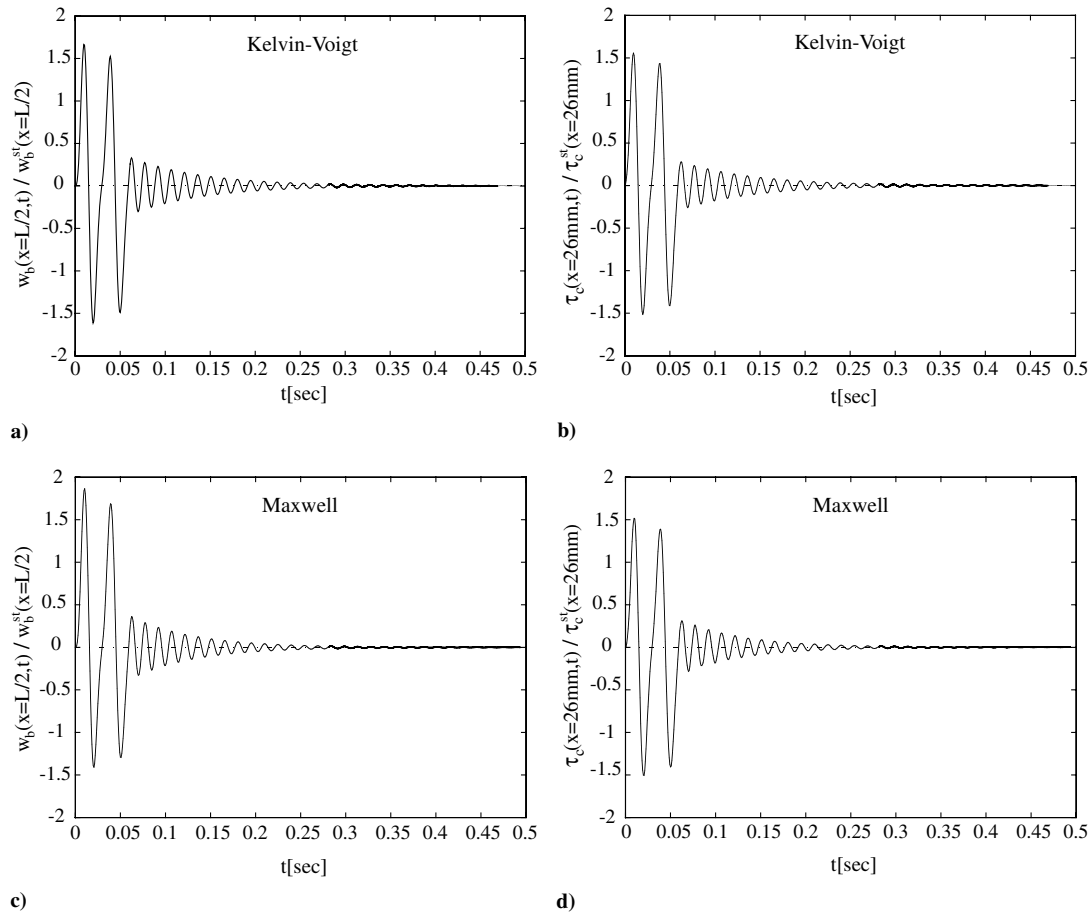 Kelvin-Voigt
w_b(x=L/2,t) / w_b^st(x=L/2)
2
1.5
1
0.5
0
-0.5
-1
-1.5
-2
0 0.05 0.1 0.15 0.2 0.25 0.3 0.35 0.4 0.45 0.5
t[sec]
a)
Kelvin-Voigt
τ_c(x=26mm,t) / τ_c^st(x=26mm)
2
1.5
1
0.5
0
-0.5
-1
-1.5
-2
0 0.05 0.1 0.15 0.2 0.25 0.3 0.35 0.4 0.45 0.5
t[sec]
b)
Maxwell
w_b(x=L/2,t) / w_b^st(x=L/2)
2
1.5
1
0.5
0
-0.5
-1
-1.5
-2
0 0.05 0.1 0.15 0.2 0.25 0.3 0.35 0.4 0.45 0.5
t[sec]
c)
Maxwell
τ_c(x=26mm,t) / τ_c^st(x=26mm)
2
1.5
1
0.5
0
-0.5
-1
-1.5
-2
0 0.05 0.1 0.15 0.2 0.25 0.3 0.35 0.4 0.45 0.5
t[sec]
d)